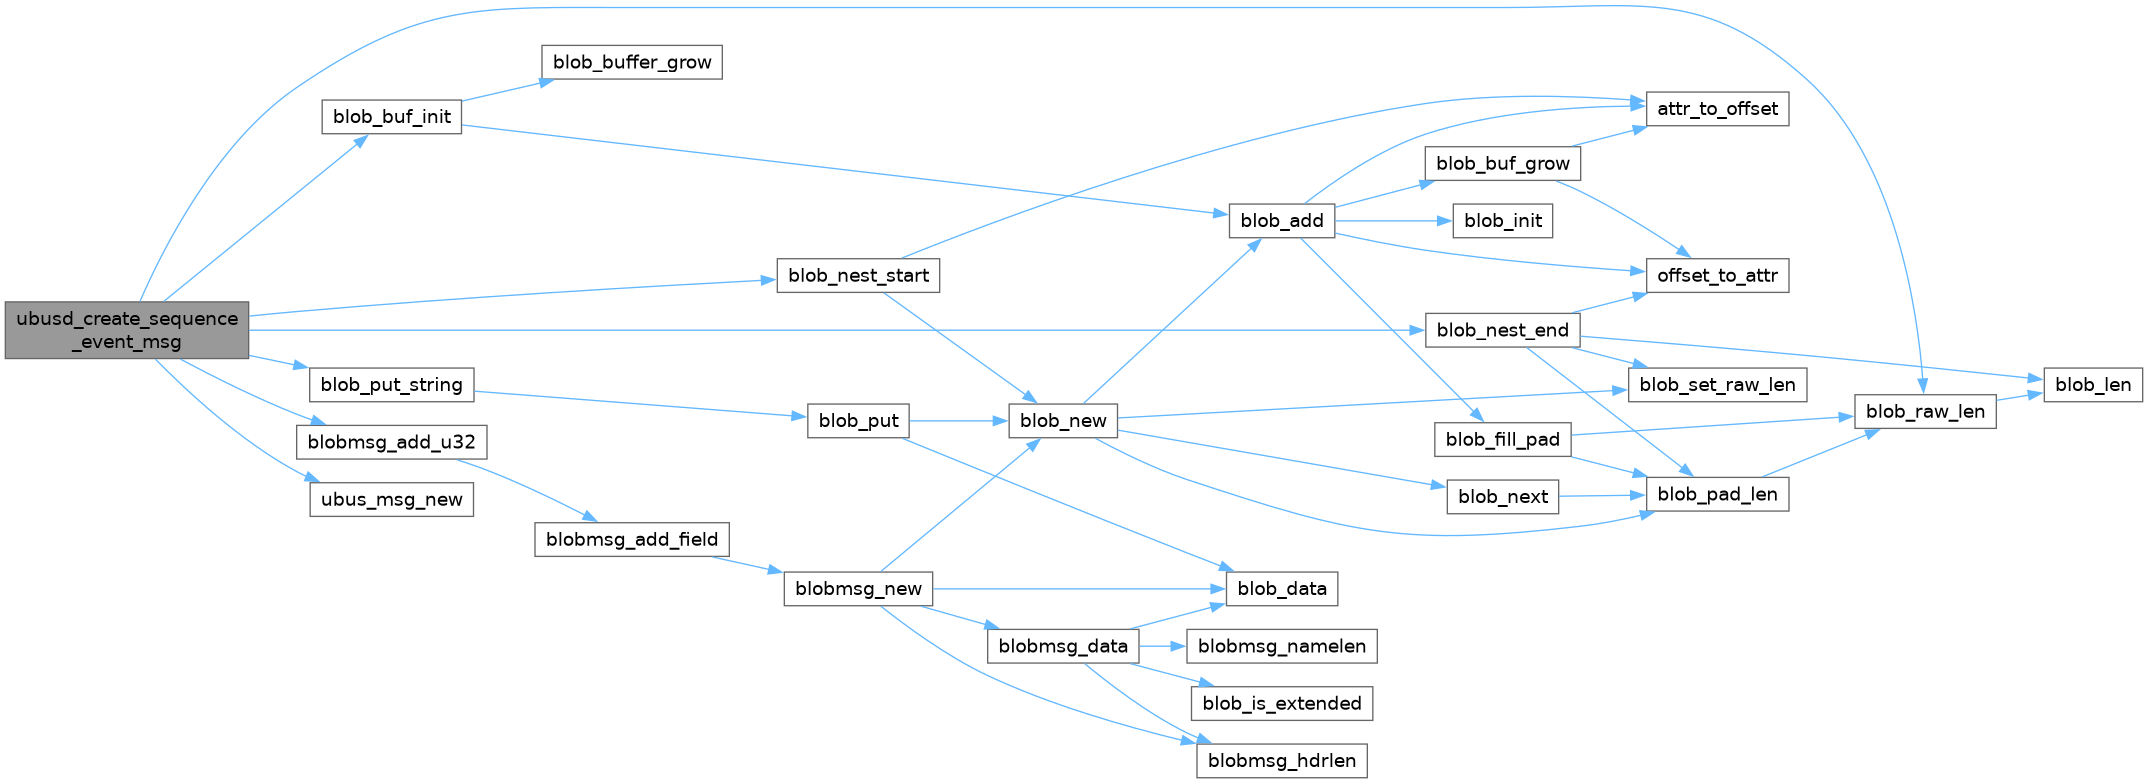 blob_buffer_grow
attr_to_offset
blob_buf_init
blob_buf_grow
blob_add
blob_init
blob_nest_start
offset_to_attr
ubusd_create_sequence
_event_msg
blob_nest_end
blob_put_string
blob_set_raw_len
blob_len
blob_put
blob_new
blob_raw_len
blobmsg_add_u32
blob_fill_pad
ubus_msg_new
blob_next
blob_pad_len
blobmsg_add_field
blobmsg_new
blob_data
blobmsg_data
blobmsg_namelen
blob_is_extended
blobmsg_hdrlen